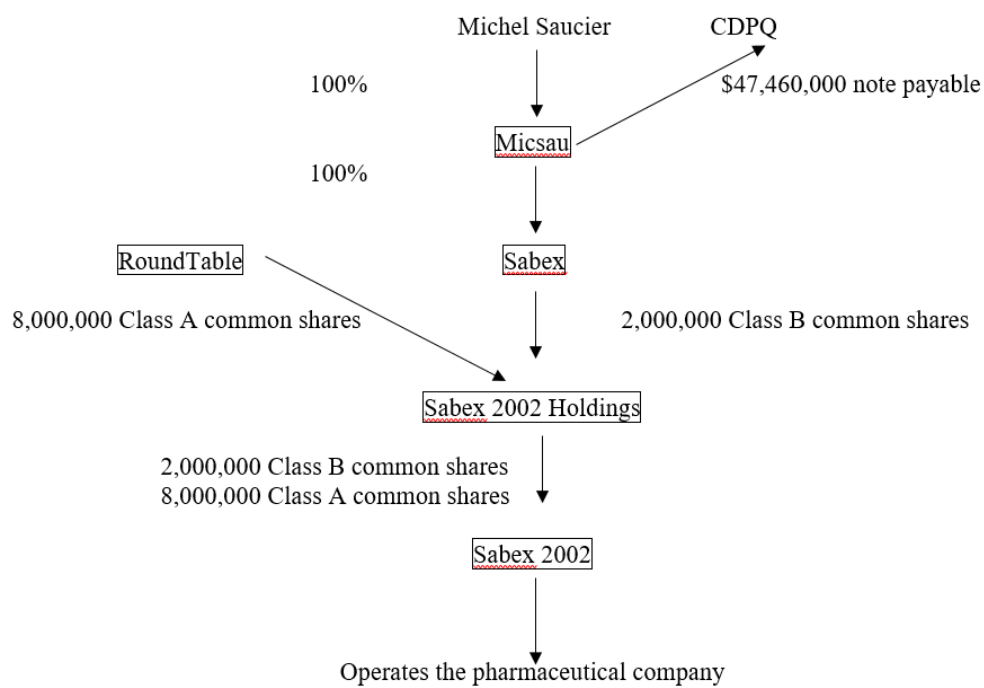 Michel Saucier
CDPQ
100%
$47,460,000 note payable
Micsau
100%
RoundTable
Sabex
8,000,000 Class A common shares
2,000,000 Class B common shares
Sabex 2002 Holdings
2,000,000 Class B common shares
8,000,000 Class A common shares
Sabex 2002
Operates the pharmaceutical company